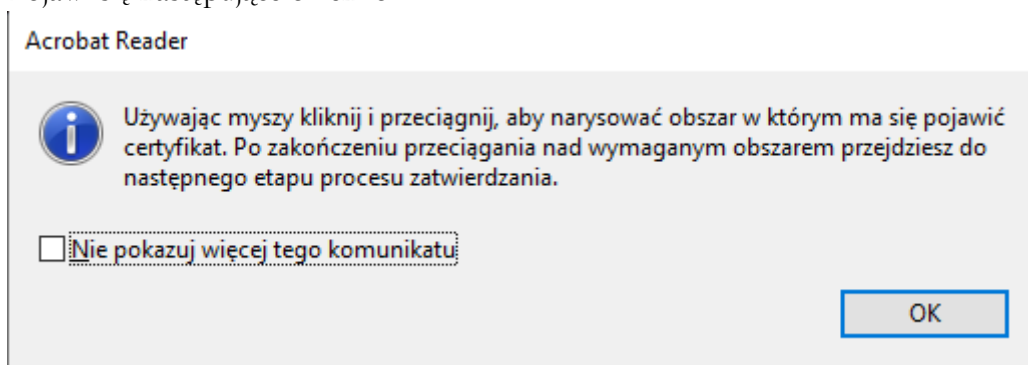 Acrobat Reader
Używając myszy kliknij i przeciągnij, aby narysować obszar w którym ma się pojawić
certyfikat. Po zakończeniu przeciągania nad wymaganym obszarem przejdziesz do
następnego etapu procesu zatwierdzania.
Nie pokazuj więcej tego komunikatu
OK